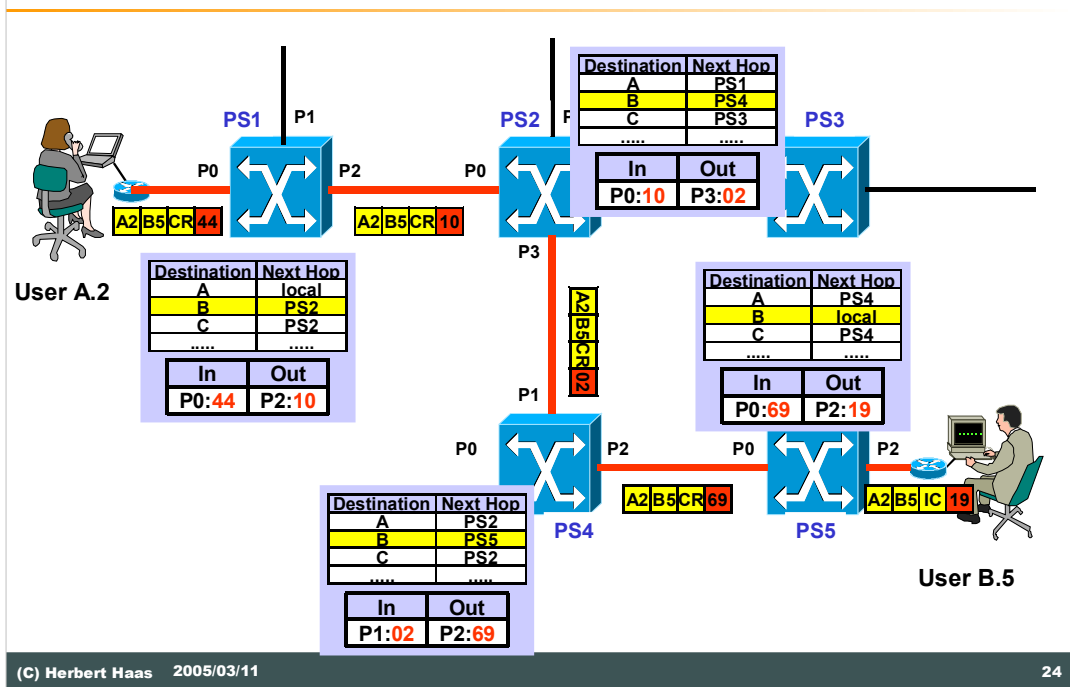 Destination Next Hop
A PS1
B PS4
C PS3
..... .....
In Out
P0:10 P3:02
PS1 P1
PS2
PS3
P0 P2 P0
A2 B5 CR 44
A2 B5 CR 10
P3
User A.2
Destination Next Hop
A local
B PS2
C PS2
..... .....
In Out
P0:44 P2:10
A2 B5 CR 02
Destination Next Hop
A PS4
B local
C PS4
..... .....
In Out
P0:69 P2:19
P1
P0 P2 P0 P2
A2 B5 CR 69
A2 B5 IC 19
PS4
PS5
Destination Next Hop
A PS2
B PS5
C PS2
..... .....
In Out
P1:02 P2:69
User B.5
(C) Herbert Haas 2005/03/11 24